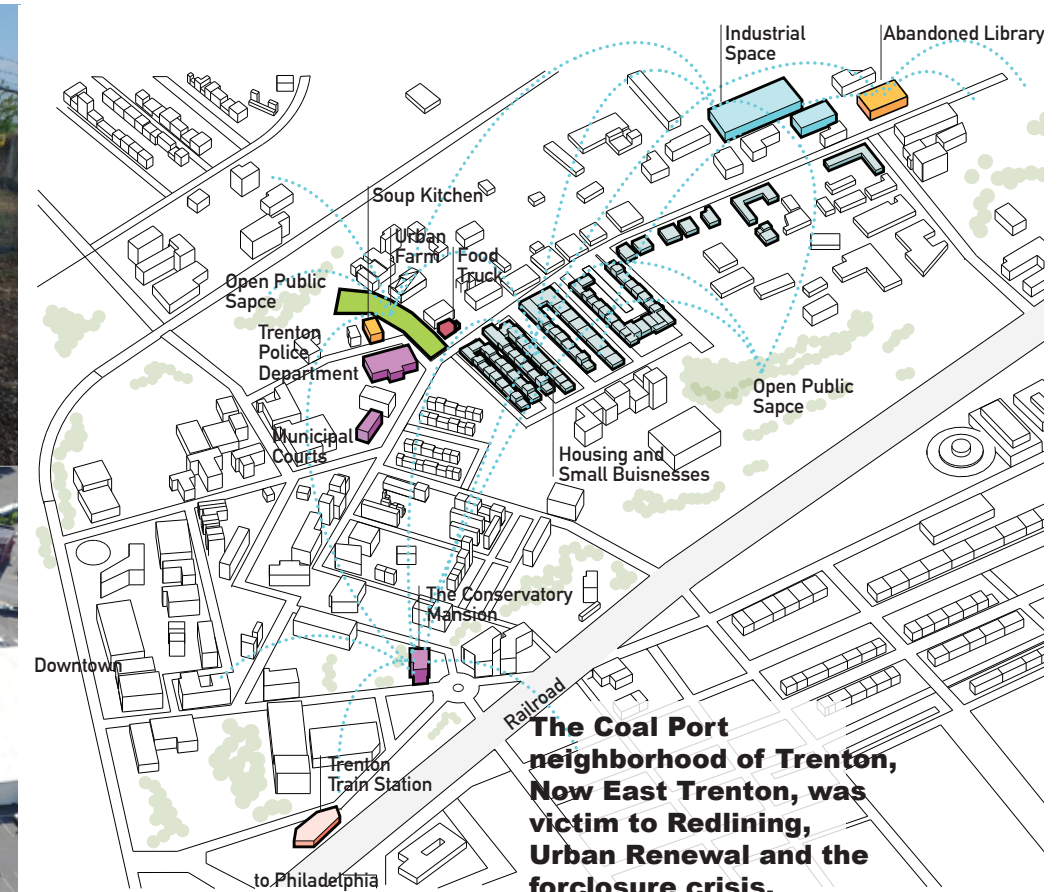 Industrial
Space
Abandoned Library
Soup Kitchen
Urban
Farm
Food
Truck
Open Public
Sapce
Trenton
Police
Department
Municipal
Courts
Open Public
Sapce
Housing and
Small Buisnesses
The Conservatory
Mansion
Downtown
Railroad
Trenton
Train Station
to Philadelphia
The Coal Port
neighborhood of Trenton,
Now East Trenton, was
victim to Redlining,
Urban Renewal and the
forclosure crisis.